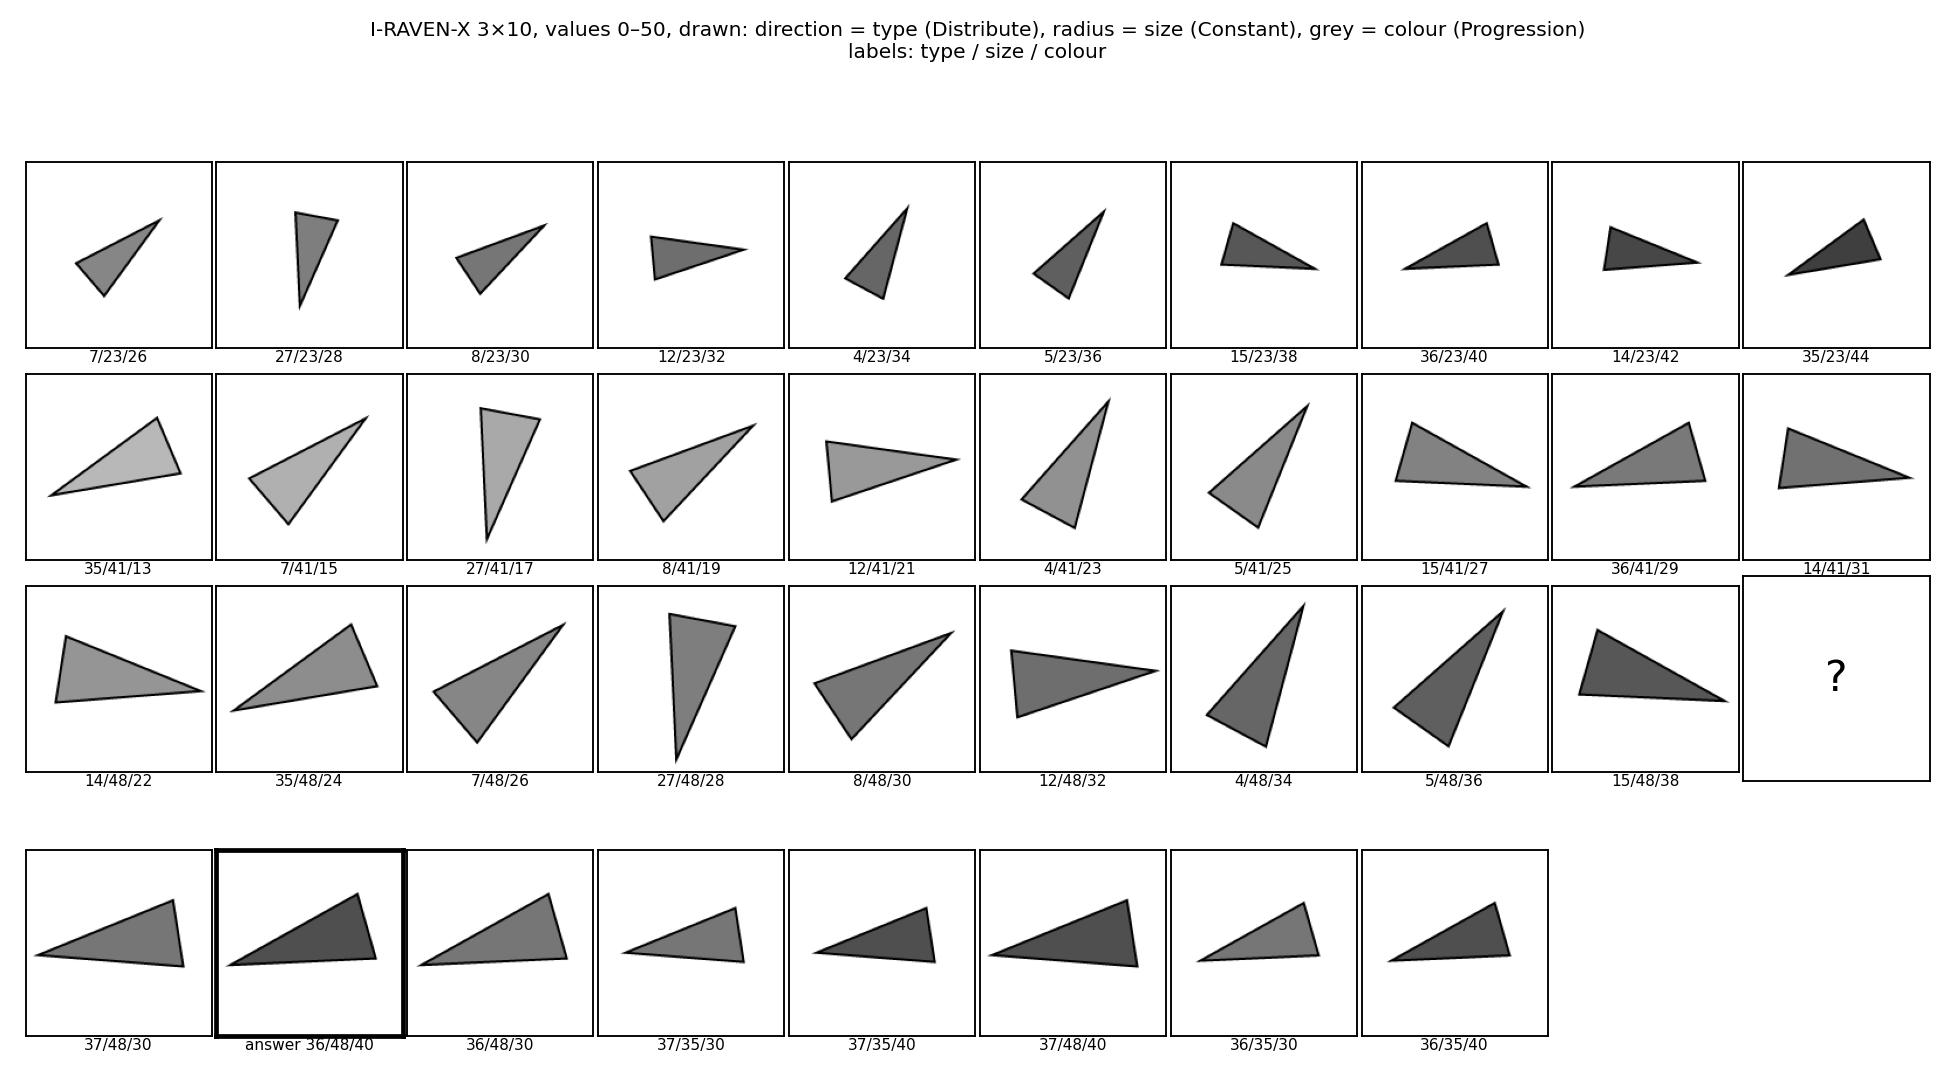 I-RAVEN-X 3×10, values 0–50, drawn: direction = type (Distribute), radius = size (Constant), grey = colour (Progression)
labels: type / size / colour
7/23/26 27/23/28 8/23/30 12/23/32 4/23/34 5/23/36 15/23/38 36/23/40 14/23/42 35/23/44
35/41/13 7/41/15 27/41/17 8/41/19 12/41/21 4/41/23 5/41/25 15/41/27 36/41/29 14/41/31
?
14/48/22 35/48/24 7/48/26 27/48/28 8/48/30 12/48/32 4/48/34 5/48/36 15/48/38
37/48/30 answer 36/48/40 36/48/30 37/35/30 37/35/40 37/48/40 36/35/30 36/35/40